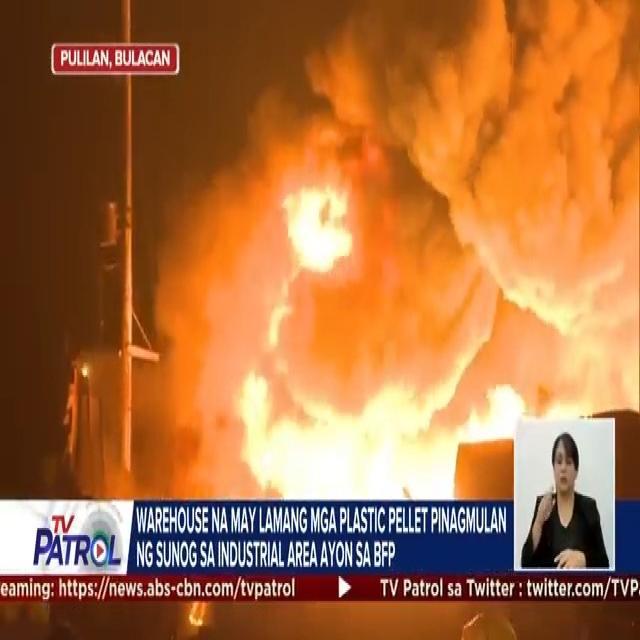 PULILAN, BULACAN
WAREHOUSE NA MAY LAMANG MGA PLASTIC PELLET PINAGMULAN
NG SUNOG SA INDUSTRIAL AREA AYON SA BFP
TV
PATROL
eaming: https://news.abs-cbn.com/tvpatrol
TV Patrol sa Twitter : twitter.com/TVPa